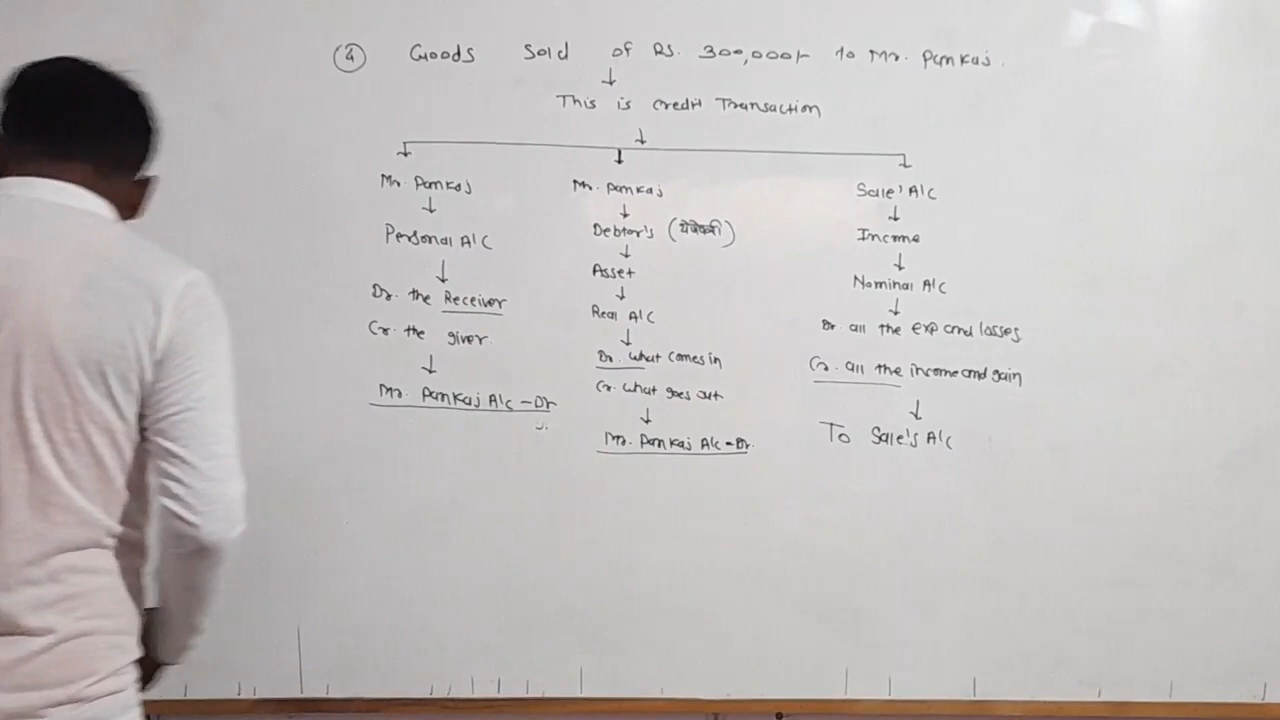 ④ Goods Sold of Rs. 300,000/- to Mr. Pankaj.
↓
This is credit Transaction
↓
Mr. Pankaj
↓
Personal A/C
↓
Dr. the Receiver
Cr. the giver.
↓
Mr. Pankaj A/c - Dr
Mr. Pankaj
↓
Debtor's (येणेकरी)
↓
Asset
↓
Real A/C
↓
Dr. what comes in
Cr. what goes out
↓
Mr. Pankaj A/c - Dr.
Sale's A/C
↓
Income
↓
Nominal A/C
↓
Dr. all the exp and losses
Cr. all the income and gain
↓
To Sale's A/C